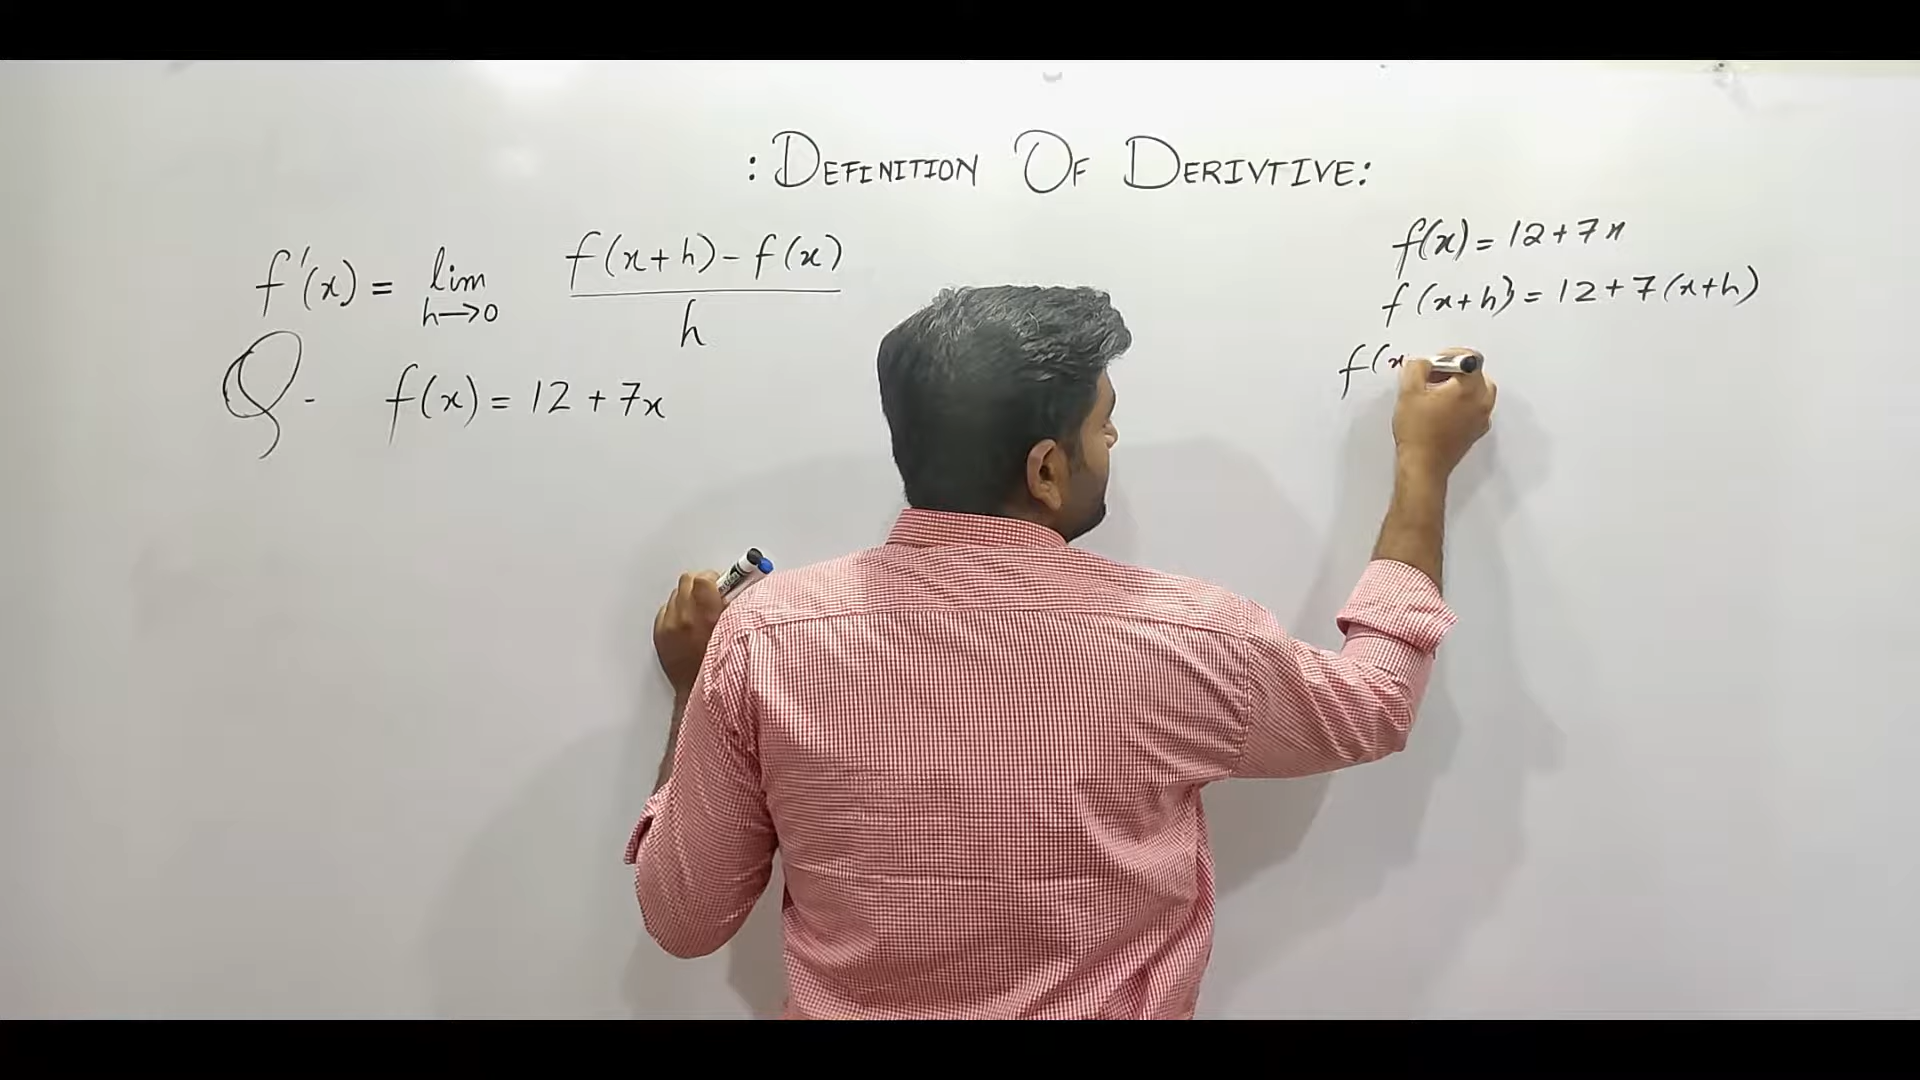 : DEFINITION OF DERIVTIVE:
f'(x) = lim h→0 f(x+h) - f(x) / h
Q- f(x) = 12 + 7x
f(x) = 12 + 7x
f(x+h) = 12 + 7(x+h)
f(x